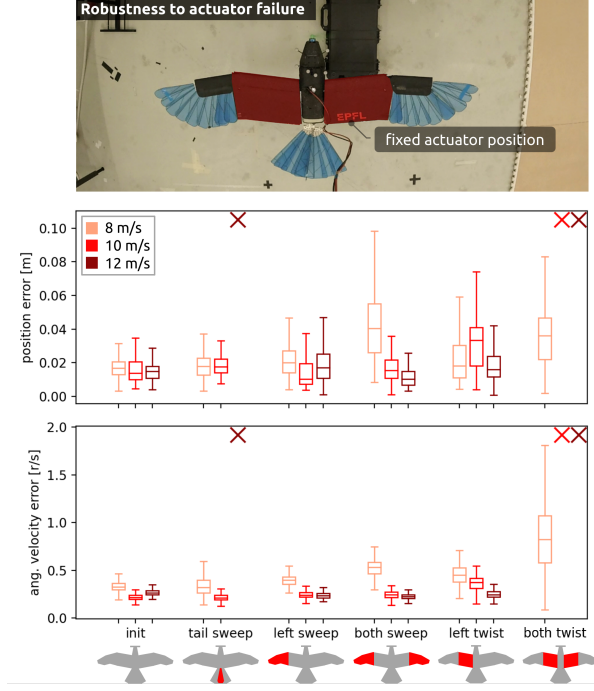 Robustness to actuator failure
EPFL
fixed actuator position
8 m/s
10 m/s
12 m/s
position error [m]
0.10
0.08
0.06
0.04
0.02
0.00
ang. velocity error [r/s]
2.0
1.5
1.0
0.5
0.0
init
tail sweep
left sweep
both sweep
left twist
both twist